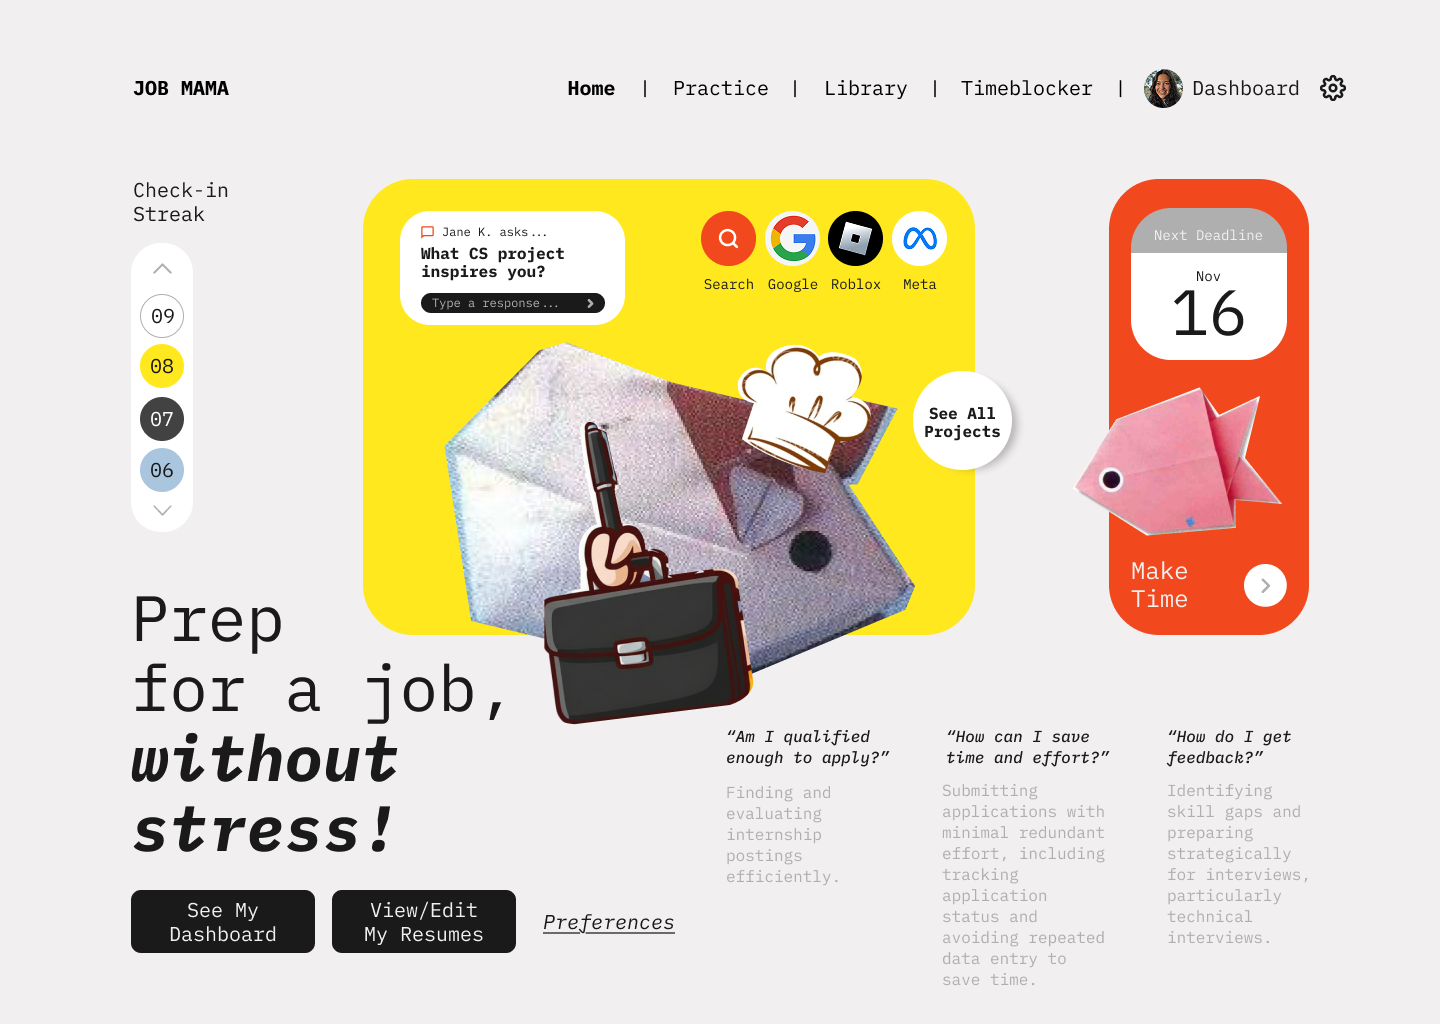 JOB MAMA
Home | Practice | Library | Timeblocker | Dashboard
Check-in
Streak
09
08
07
06
Jane K. asks...
What CS project
inspires you?
Type a response...
Search Google Roblox Meta
See All
Projects
Next Deadline
Nov
16
Make
Time
Prep
for a job,
without
stress!
See My
Dashboard
View/Edit
My Resumes
Preferences
“Am I qualified
enough to apply?”
Finding and
evaluating
internship
postings
efficiently.
“How can I save
time and effort?”
Submitting
applications with
minimal redundant
effort, including
tracking
application
status and
avoiding repeated
data entry to
save time.
“How do I get
feedback?”
Identifying
skill gaps and
preparing
strategically
for interviews,
particularly
technical
interviews.